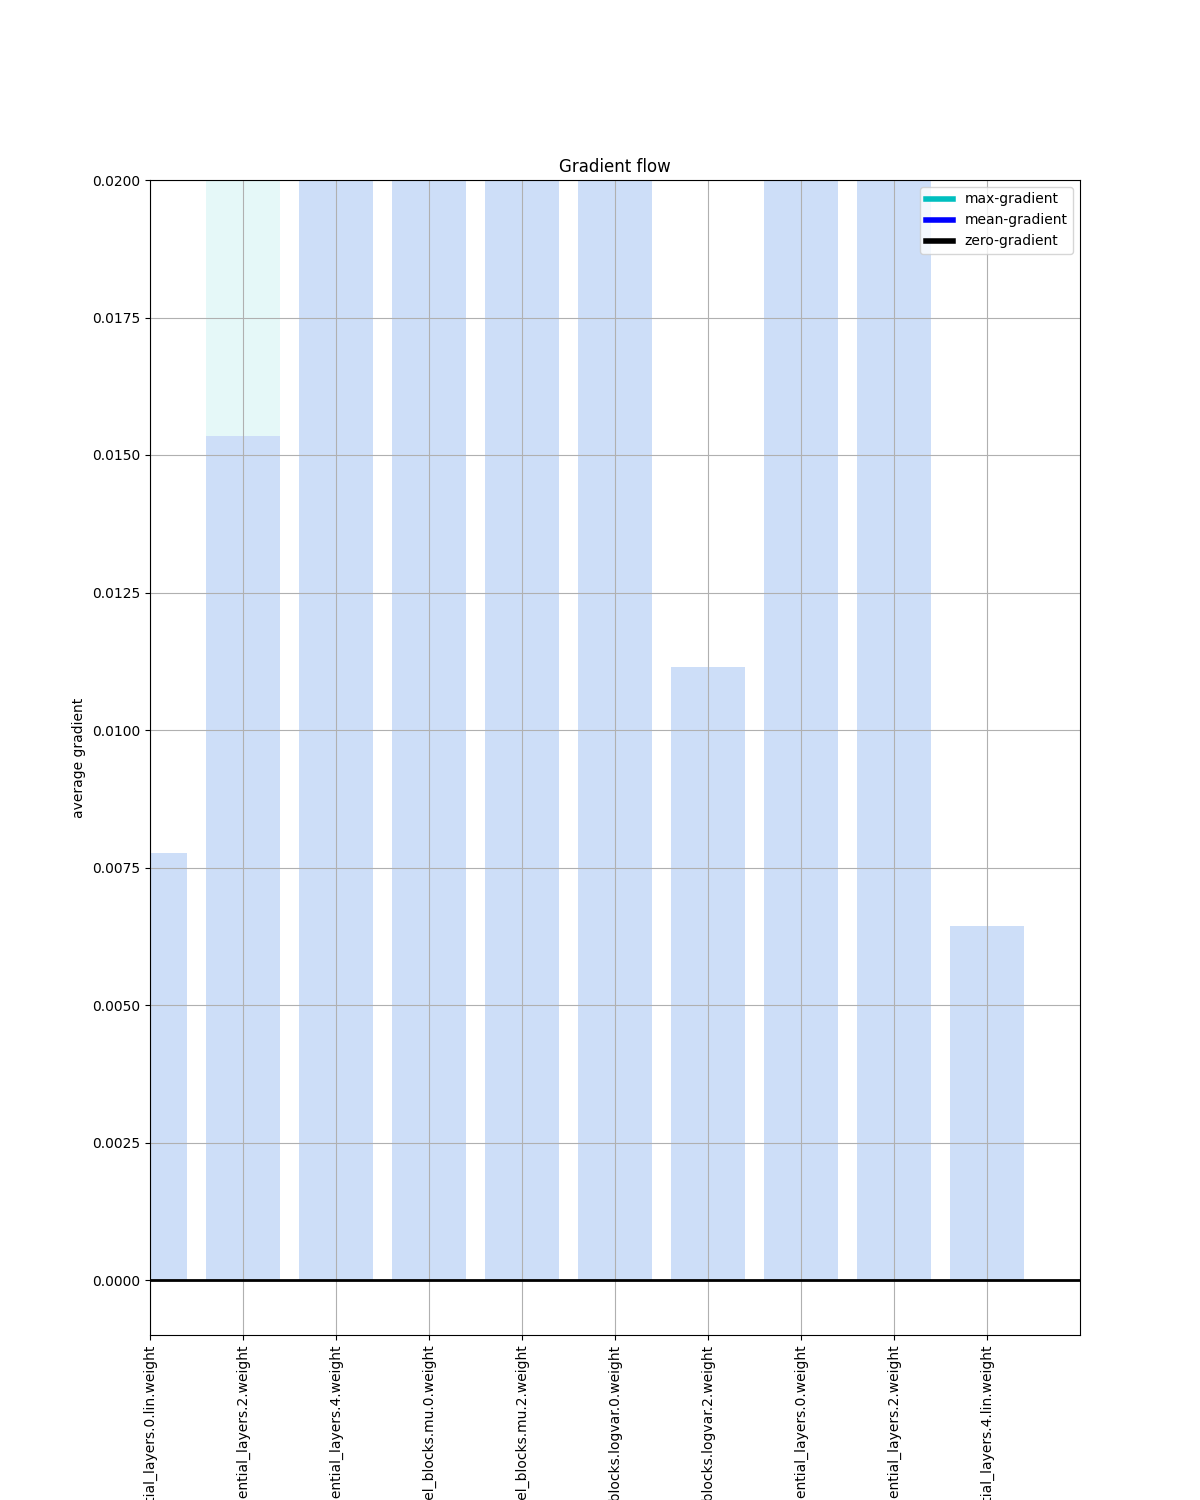 Gradient flow
max-gradient
mean-gradient
zero-gradient
0.0200
0.0175
0.0150
0.0125
0.0100
0.0075
0.0050
0.0025
0.0000
average gradient
tial_layers.0.lin.weight
ential_layers.2.weight
ential_layers.4.weight
el_blocks.mu.0.weight
el_blocks.mu.2.weight
blocks.logvar.0.weight
blocks.logvar.2.weight
ential_layers.0.weight
ential_layers.2.weight
tial_layers.4.lin.weight